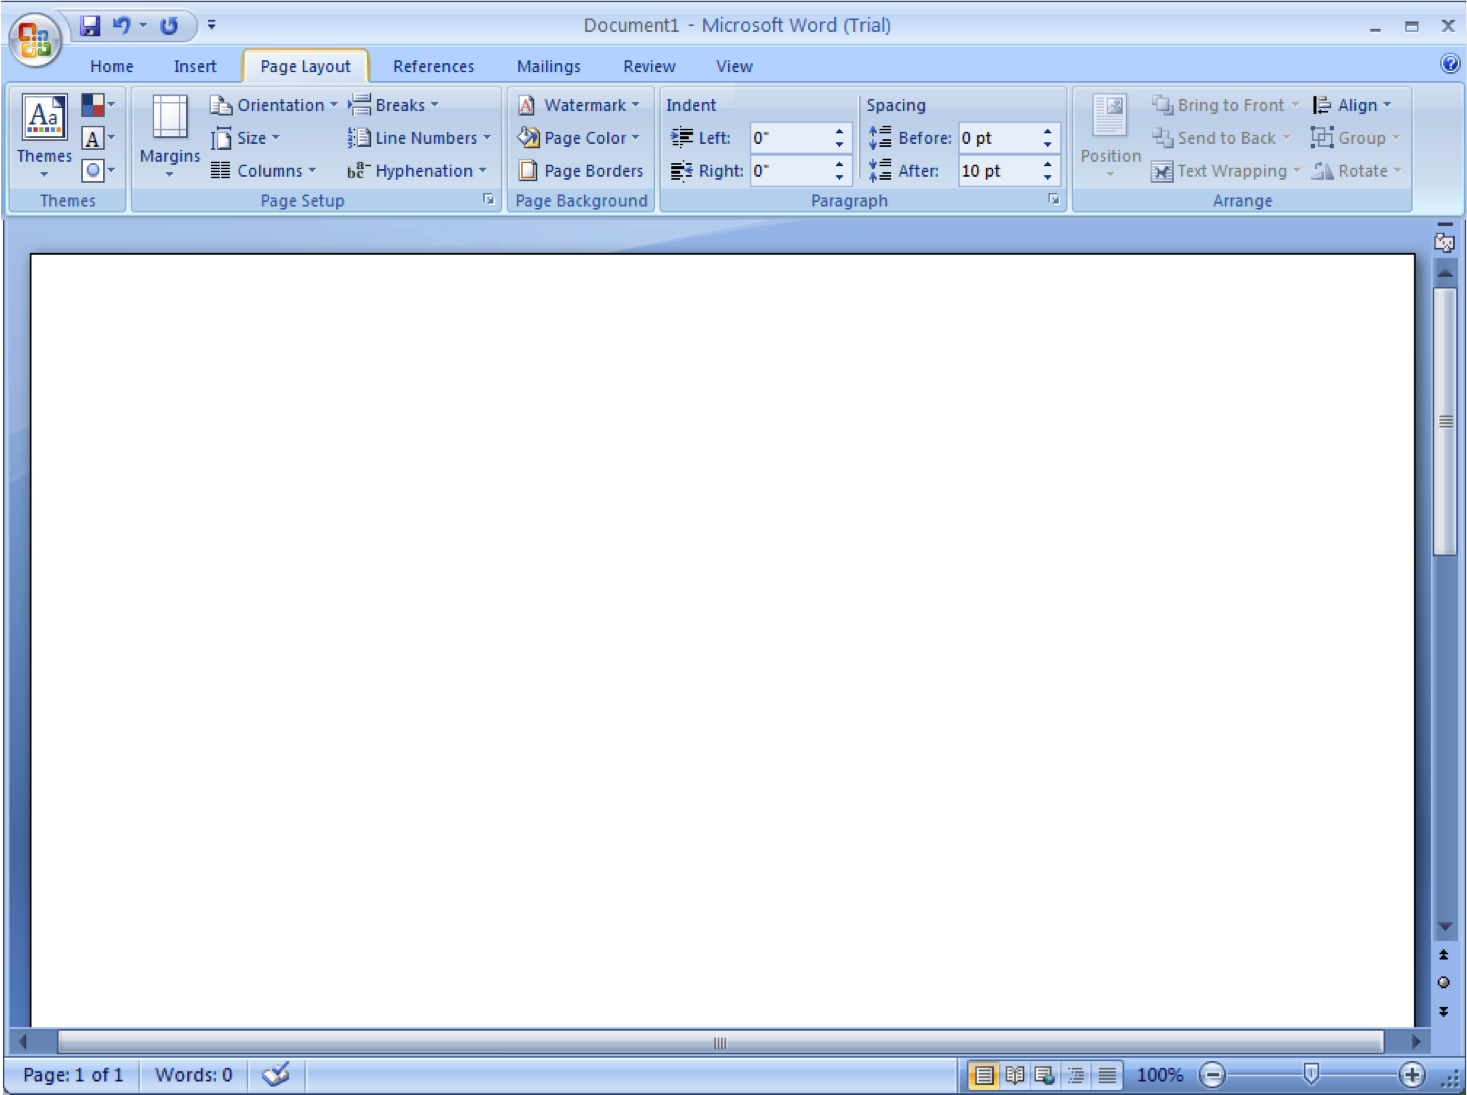 Document1 - Microsoft Word (Trial)
Home Insert Page Layout References Mailings Review View
Aa
Themes
A
Themes
Margins
Orientation
Size
Columns
Breaks
Line Numbers
Hyphenation
Page Setup
Watermark
Page Color
Page Borders
Page Background
Indent
Left: 0"
Right: 0"
Spacing
Before: 0 pt
After: 10 pt
Paragraph
Position
Bring to Front
Send to Back
Text Wrapping
Align
Group
Rotate
Arrange
Page: 1 of 1 Words: 0 100%